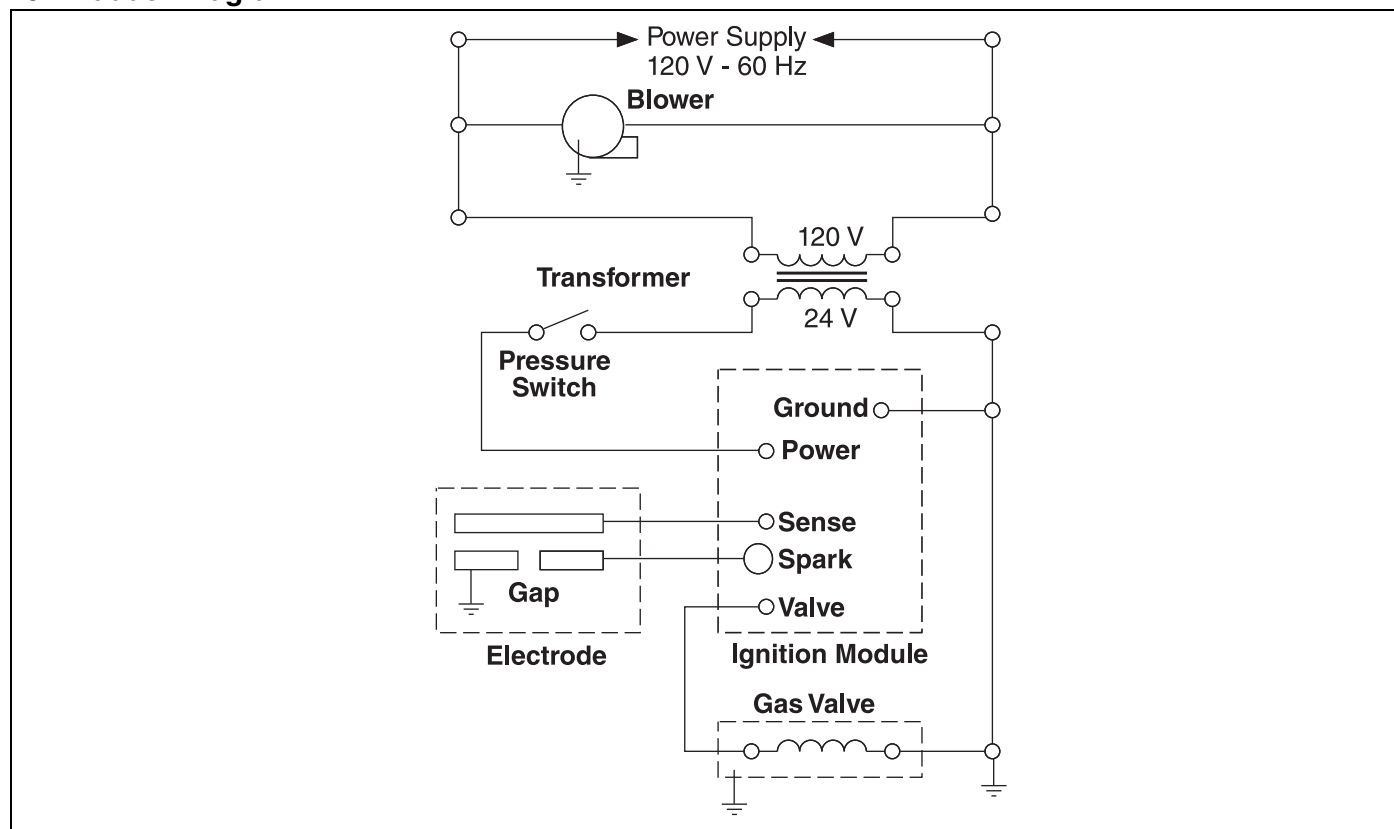 Power Supply
120 V - 60 Hz
Blower
120 V
Transformer
24 V
Pressure
Switch
Ground
Power
Sense
Spark
Gap
Valve
Electrode
Ignition Module
Gas Valve